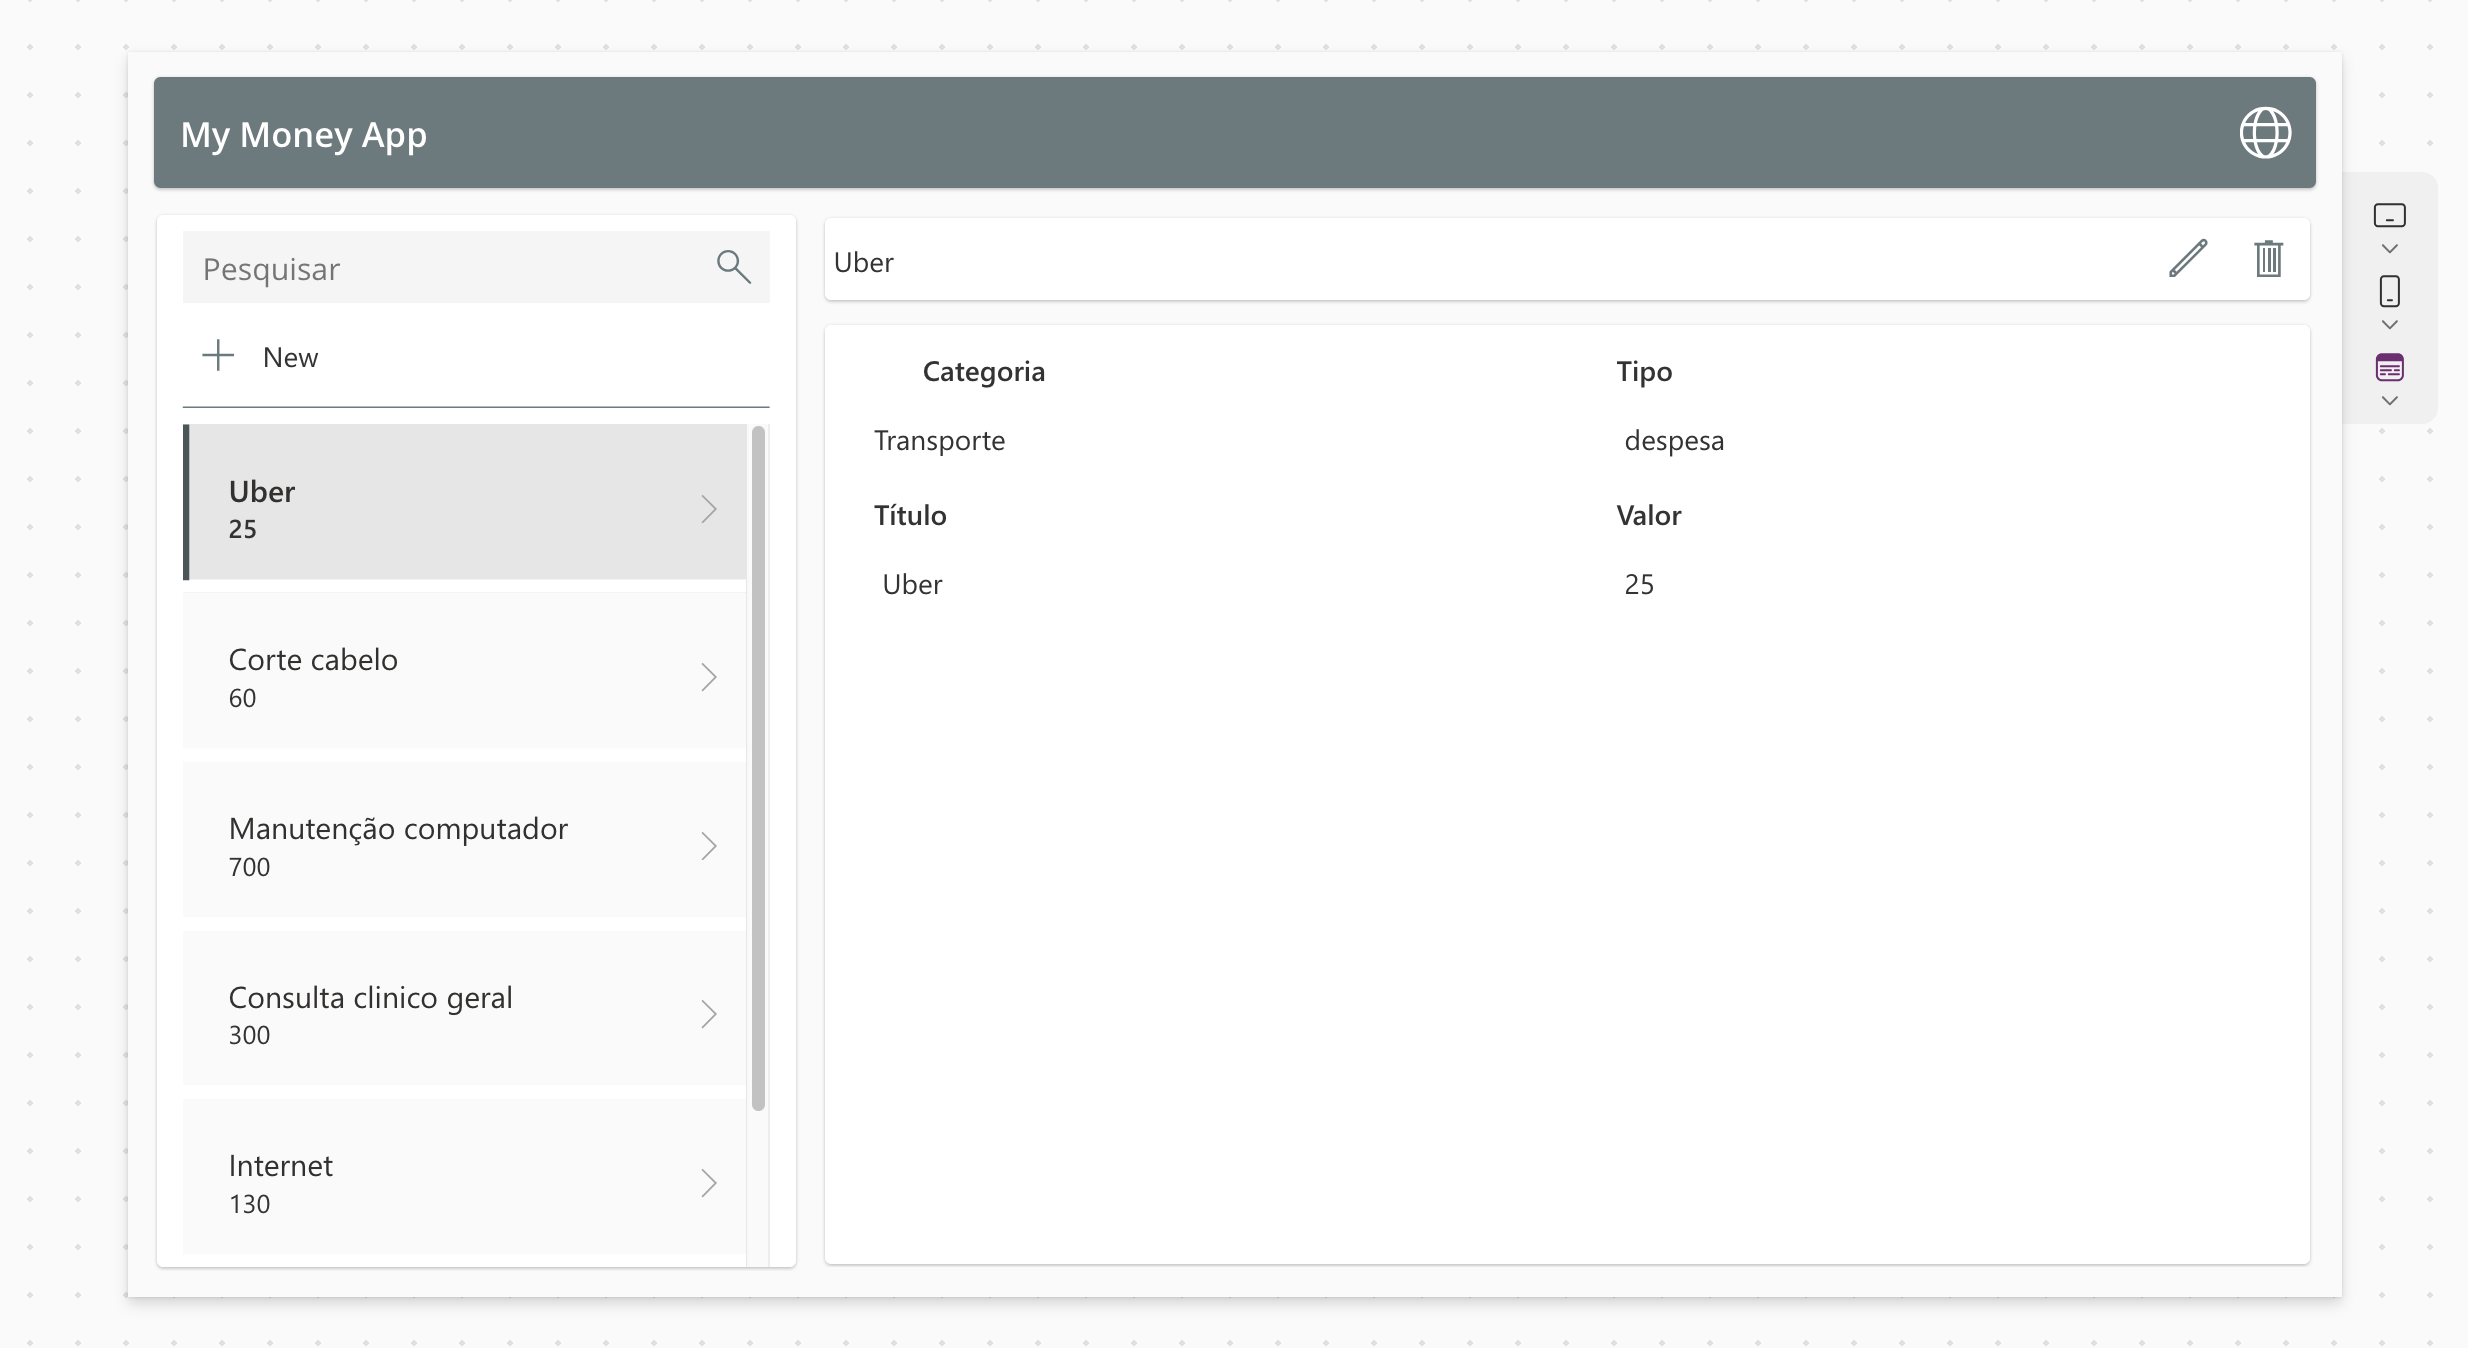 My Money App
Pesquisar
New
Uber
25
Corte cabelo
60
Manutenção computador
700
Consulta clinico geral
300
Internet
130
Uber
Categoria Tipo
Transporte despesa
Título Valor
Uber 25